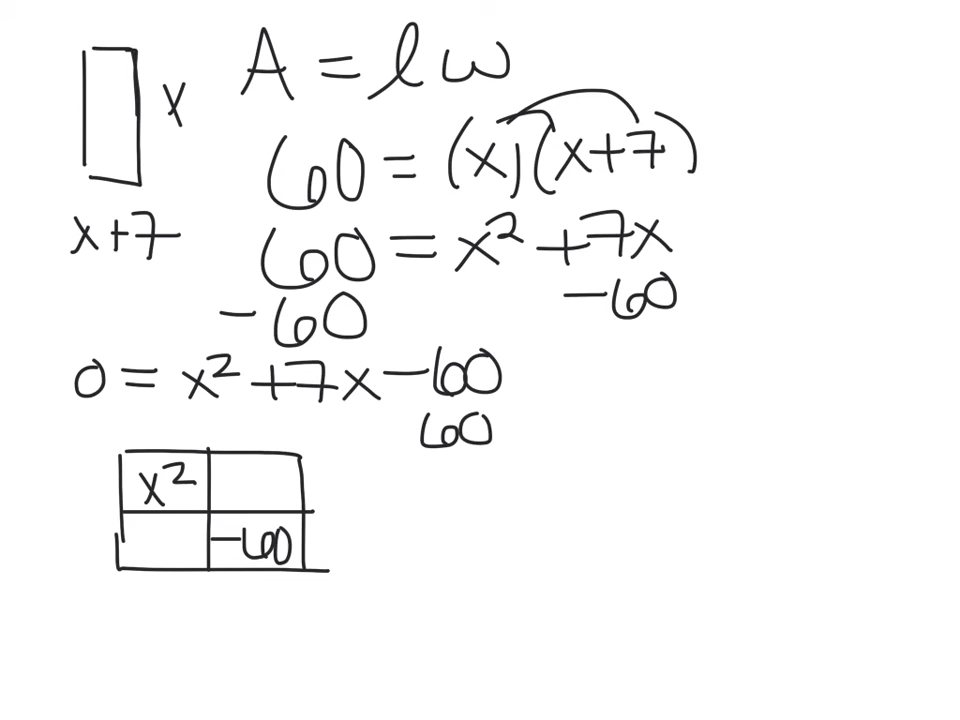 x A = lw
60 = (x)(x+7)
x+7
60 = x² +7x
-60 -60
0 = x² +7x -60
60
x²
-60